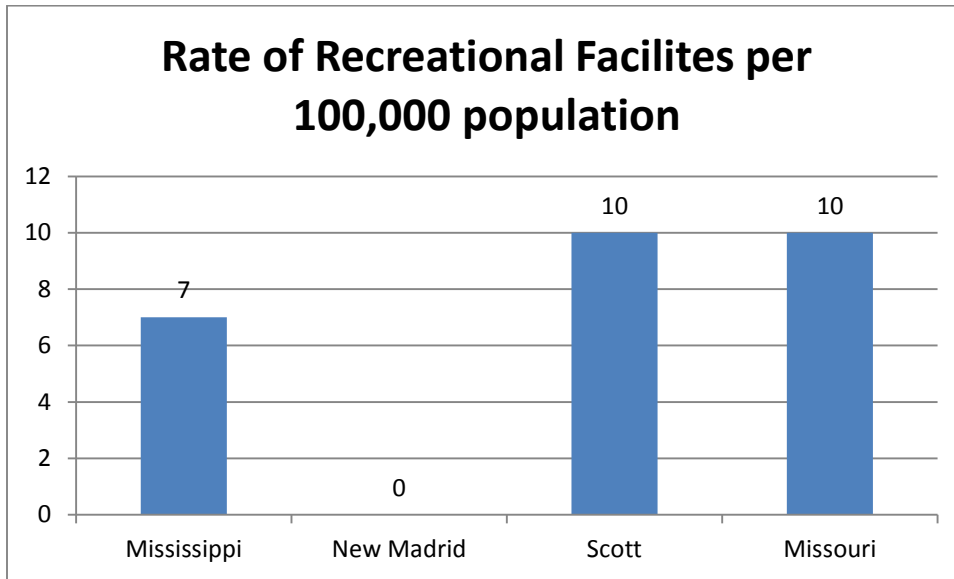 Rate of Recreational Facilites per
100,000 population
12
10
8
6
4
2
0
7
0
10
10
Mississippi
New Madrid
Scott
Missouri